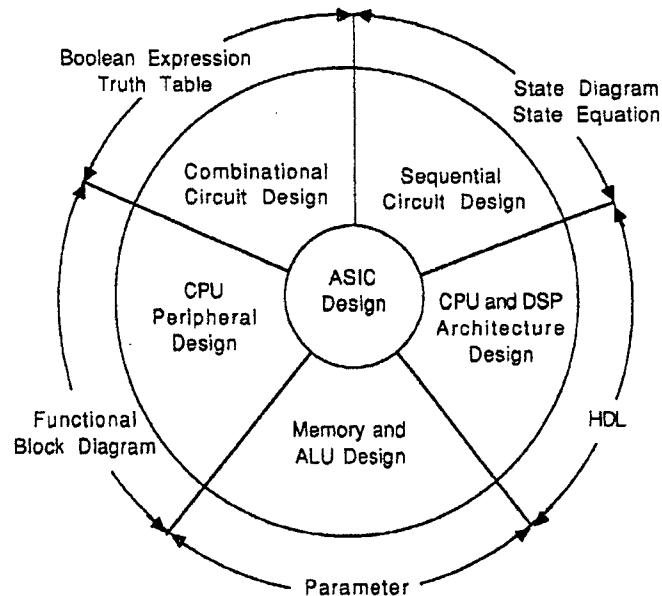 Boolean Expression
Truth Table
State Diagram
State Equation
Combinational
Circuit Design
Sequential
Circuit Design
ASIC
Design
CPU
Peripheral
Design
CPU and DSP
Architecture
Design
Functional
Block Diagram
Memory and
ALU Design
HDL
Parameter